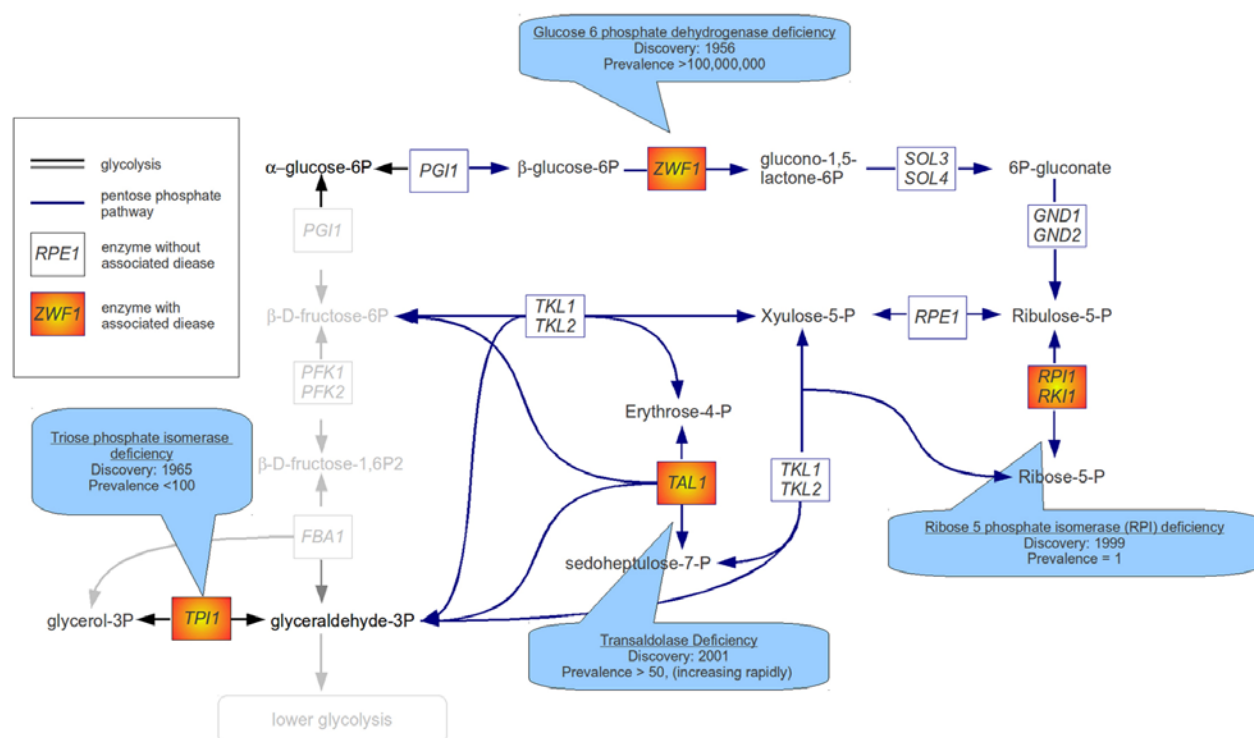 Glucose 6 phosphate dehydrogenase deficiency
Discovery: 1956
Prevalence >100,000,000
glycolysis
pentose phosphate
pathway
RPE1
enzyme without
associated disease
ZWF1
enzyme with
associated disease
α-glucose-6P
PGI1
β-glucose-6P
ZWF1
glucono-1,5-
lactone-6P
SOL3
SOL4
6P-gluconate
PGI1
GND1
GND2
β-D-fructose-6P
TKL1
TKL2
Xyulose-5-P
RPE1
Ribulose-5-P
PFK1
PFK2
RPI1
RKI1
Erythrose-4-P
Triose phosphate isomerase
deficiency
Discovery: 1965
Prevalence <100
β-D-fructose-1,6P2
TAL1
TKL1
TKL2
Ribose-5-P
Ribose 5 phosphate isomerase (RPI) deficiency
Discovery: 1999
Prevalence = 1
FBA1
sedoheptulose-7-P
glycerol-3P
TPI1
glyceraldehyde-3P
Transaldolase Deficiency
Discovery: 2001
Prevalence > 50, (increasing rapidly)
lower glycolysis